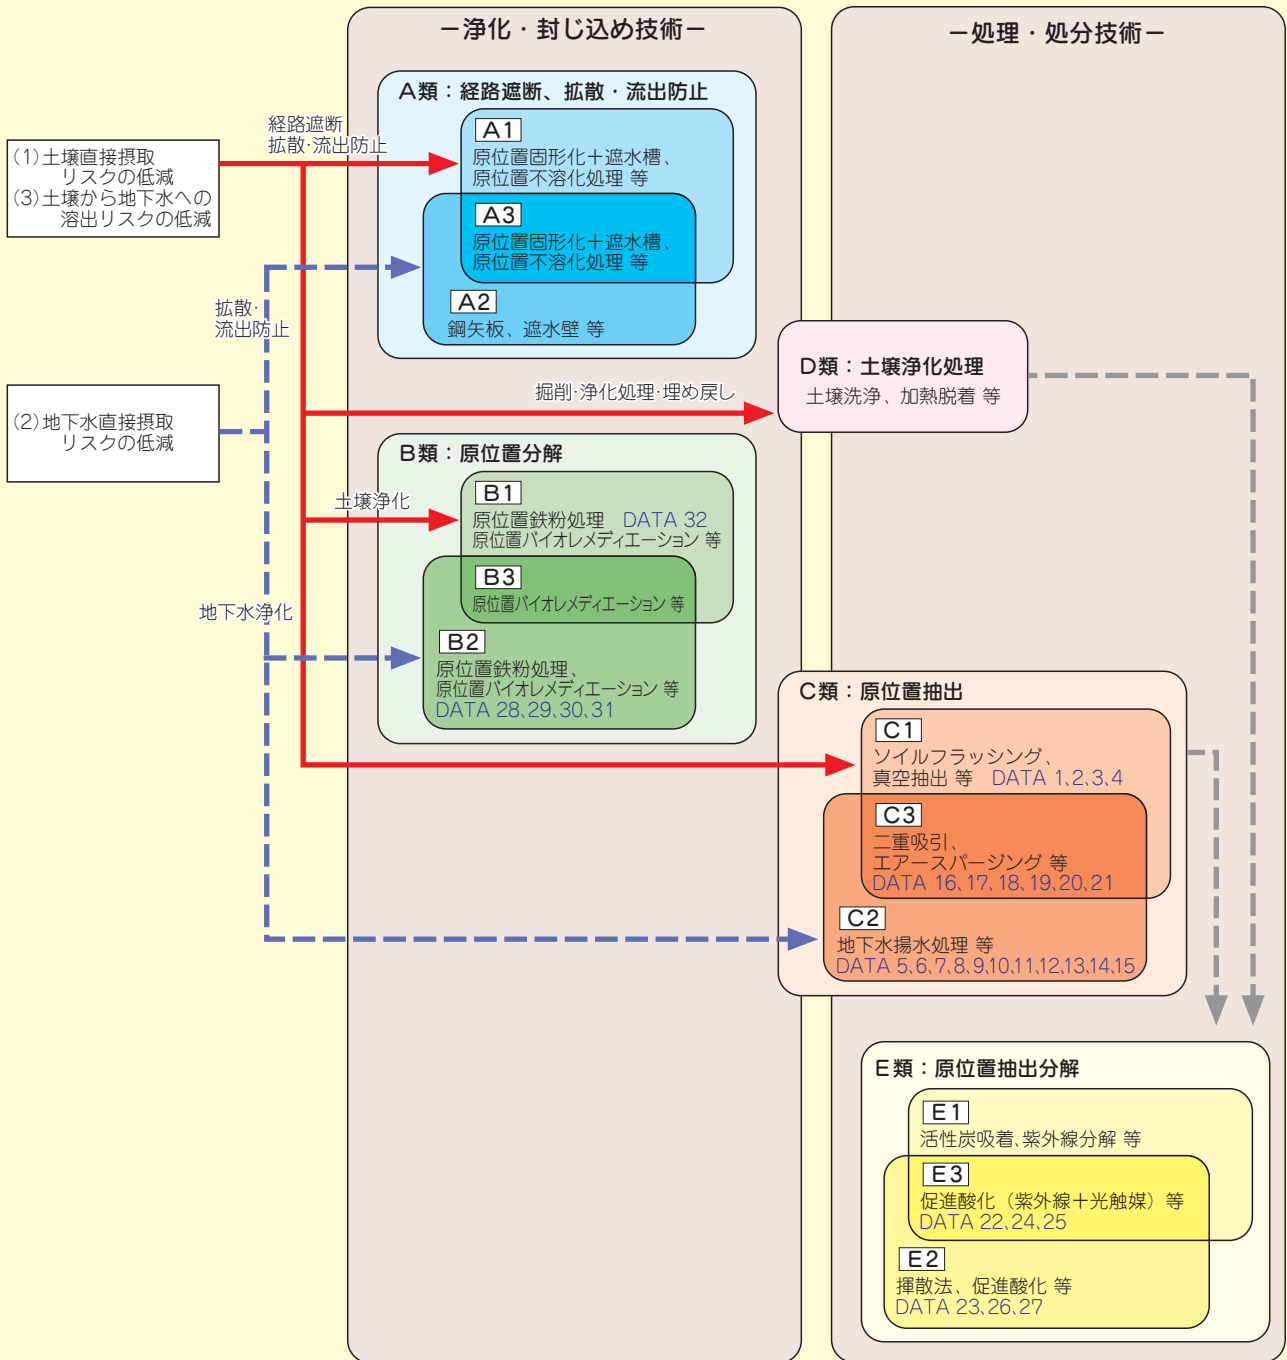 －浄化・封じ込め技術－
－処理・処分技術－
A類：経路遮断、拡散・流出防止
経路遮断
拡散・流出防止
(1)土壌直接摂取
リスクの低減
(3)土壌から地下水への
溶出リスクの低減
A1
原位置固形化＋遮水槽、
原位置不溶化処理 等
A3
原位置固形化＋遮水槽、
原位置不溶化処理 等
A2
鋼矢板、遮水壁 等
拡散・
流出防止
D類：土壌浄化処理
土壌洗浄、加熱脱着 等
掘削・浄化処理・埋め戻し
(2)地下水直接摂取
リスクの低減
B類：原位置分解
土壌浄化
B1
原位置鉄粉処理 DATA 32
原位置バイオレメディエーション 等
B3
原位置バイオレメディエーション 等
地下水浄化
B2
原位置鉄粉処理、
原位置バイオレメディエーション 等
DATA 28、29、30、31
C類：原位置抽出
C1
ソイルフラッシング、
真空抽出 等 DATA 1、2、3、4
C3
二重吸引、
エアースパージング 等
DATA 16、17、18、19、20、21
C2
地下水揚水処理 等
DATA 5、6、7、8、9、10、11、12、13、14、15
E類：原位置抽出分解
E1
活性炭吸着、紫外線分解 等
E3
促進酸化（紫外線＋光触媒）等
DATA 22、24、25
E2
揮散法、促進酸化 等
DATA 23、26、27